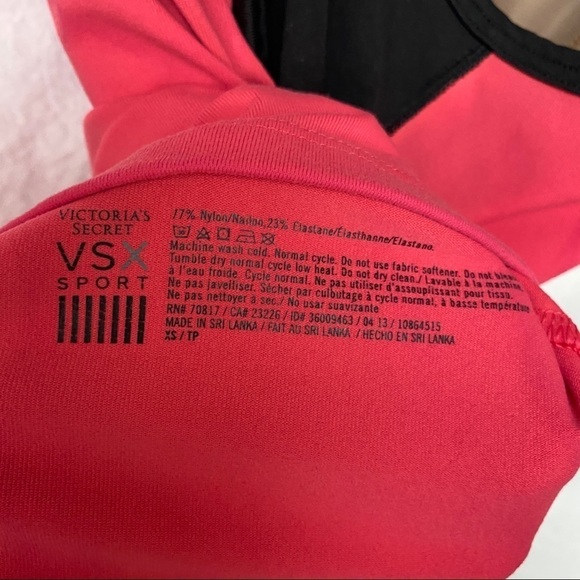 VICTORIA'S
SECRET
VSX
SPORT
77% Nylon/Nailon, 23% Elastane/Élasthanne/Elastano.
Machine wash cold. Normal cycle. Do not use fabric softener. Do not
Tumble dry normal cycle low heat. Do not dry clean./Lavable à la machine
à l'eau froide. Cycle normal. Ne pas utiliser d'assouplissant pour tissu.
Ne pas javeliser. Sécher par culbutage à cycle normal, à basse température
Ne pas nettoyer à sec./ No usar suavizante
RN# 70817 / CA# 23226 / ID# 36009463 / 04 13 / 10864515
MADE IN SRI LANKA / FAIT AU SRI LANKA / HECHO EN SRI LANKA
XS / TP